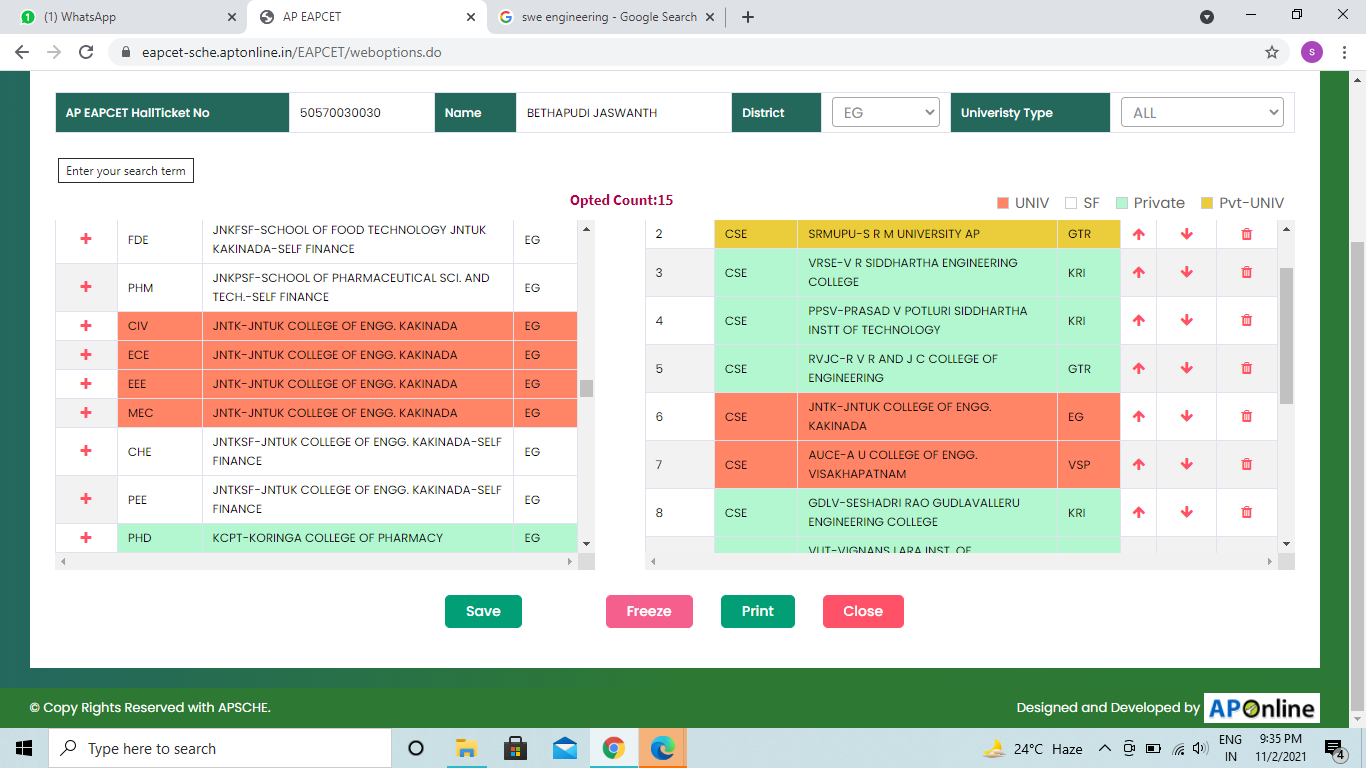 (1) WhatsApp
AP EAPCET
swe engineering - Google Search
eapcet-sche.aptonline.in/EAPCET/weboptions.do
S
AP EAPCET HallTicket No
50570030030
Name
BETHAPUDI JASWANTH
District
EG
Univeristy Type
ALL
Enter your search term
Opted Count:15
UNIV
SF
Private
Pvt-UNIV
FDE
JNKFSF-SCHOOL OF FOOD TECHNOLOGY JNTUK
KAKINADA-SELF FINANCE
EG
PHM
JNKPSF-SCHOOL OF PHARMACEUTICAL SCI. AND
TECH.-SELF FINANCE
EG
CIV
JNTK-JNTUK COLLEGE OF ENGG. KAKINADA
EG
ECE
JNTK-JNTUK COLLEGE OF ENGG. KAKINADA
EG
EEE
JNTK-JNTUK COLLEGE OF ENGG. KAKINADA
EG
MEC
JNTK-JNTUK COLLEGE OF ENGG. KAKINADA
EG
CHE
JNTKSF-JNTUK COLLEGE OF ENGG. KAKINADA-SELF
FINANCE
EG
PEE
JNTKSF-JNTUK COLLEGE OF ENGG. KAKINADA-SELF
FINANCE
EG
PHD
KCPT-KORINGA COLLEGE OF PHARMACY
EG
2
CSE
SRMUPU-S R M UNIVERSITY AP
GTR
3
CSE
VRSE-V R SIDDHARTHA ENGINEERING
COLLEGE
KRI
4
CSE
PPSV-PRASAD V POTLURI SIDDHARTHA
INSTT OF TECHNOLOGY
KRI
5
CSE
RVJC-R V R AND J C COLLEGE OF
ENGINEERING
GTR
6
CSE
JNTK-JNTUK COLLEGE OF ENGG.
KAKINADA
EG
7
CSE
AUCE-A U COLLEGE OF ENGG.
VISAKHAPATNAM
VSP
8
CSE
GDLV-SESHADRI RAO GUDLAVALLERU
ENGINEERING COLLEGE
KRI
VLIT-VIGNANS LARA INST. OF
Save
Freeze
Print
Close
© Copy Rights Reserved with APSCHE.
Designed and Developed by
APOnline
Type here to search
24°C Haze
ENG
IN
9:35 PM
11/2/2021
4